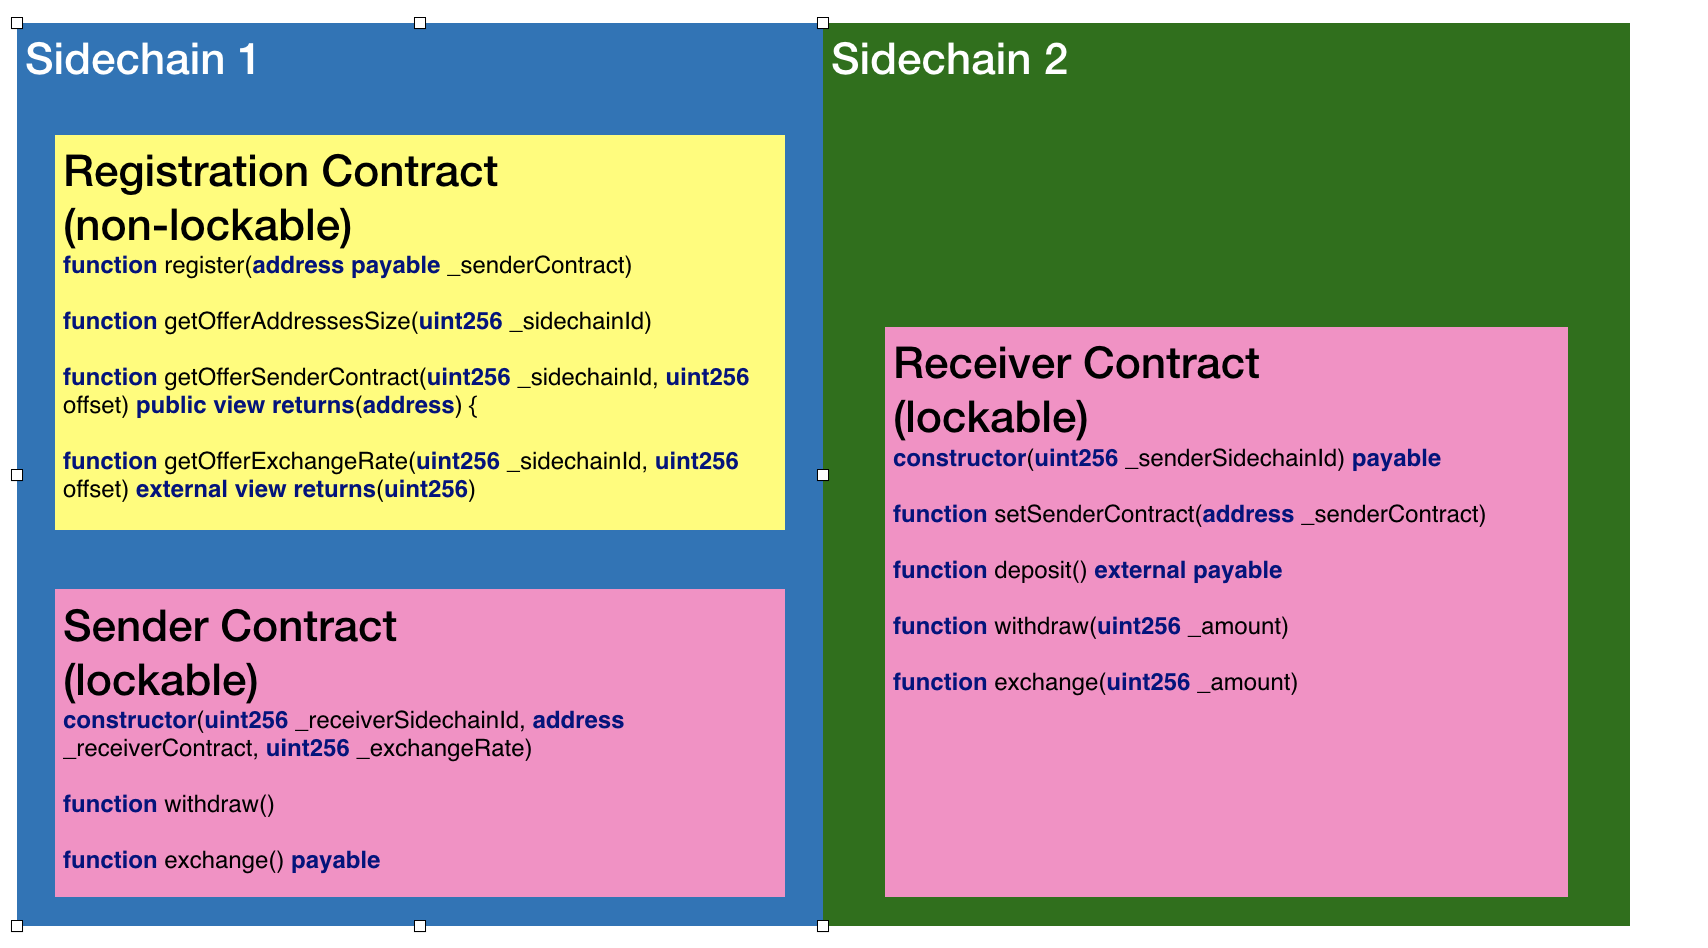 Sidechain 1
Registration Contract
(non-lockable)
function register(address payable _senderContract)
function getOfferAddressesSize(uint256 _sidechainId)
function getOfferSenderContract(uint256 _sidechainId, uint256
offset) public view returns(address) {
function getOfferExchangeRate(uint256 _sidechainId, uint256
offset) external view returns(uint256)
Sender Contract
(lockable)
constructor(uint256 _receiverSidechainId, address
_receiverContract, uint256 _exchangeRate)
function withdraw()
function exchange() payable
Sidechain 2
Receiver Contract
(lockable)
constructor(uint256 _senderSidechainId) payable
function setSenderContract(address _senderContract)
function deposit() external payable
function withdraw(uint256 _amount)
function exchange(uint256 _amount)